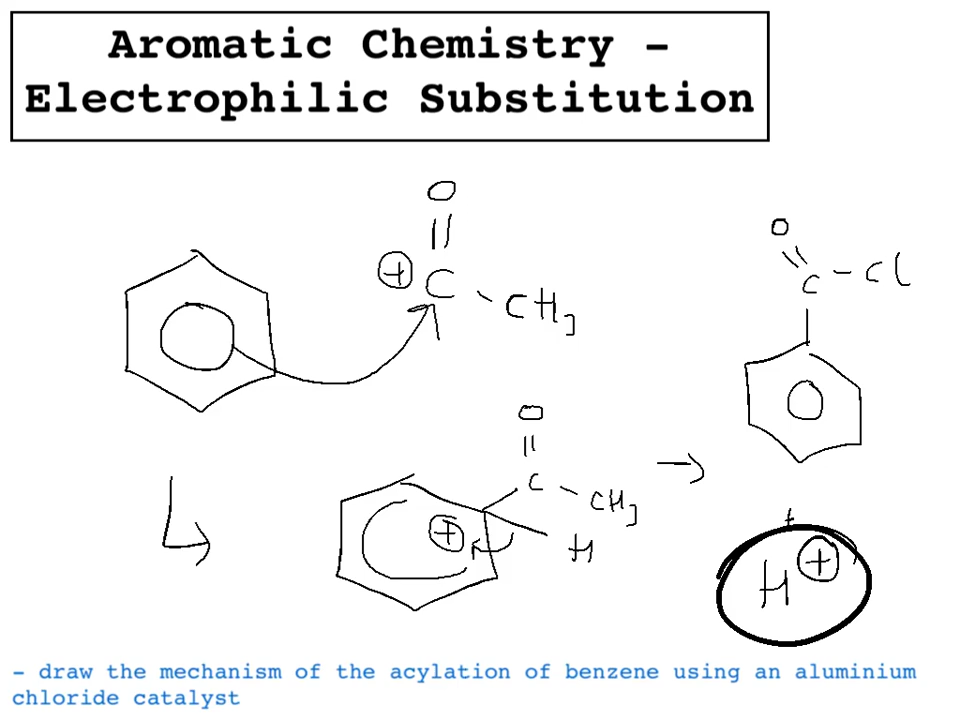 Aromatic Chemistry -
Electrophilic Substitution
O
+
C
CH3
O
C - Cl
O
C
CH3
+
H
+
H +
- draw the mechanism of the acylation of benzene using an aluminium
chloride catalyst